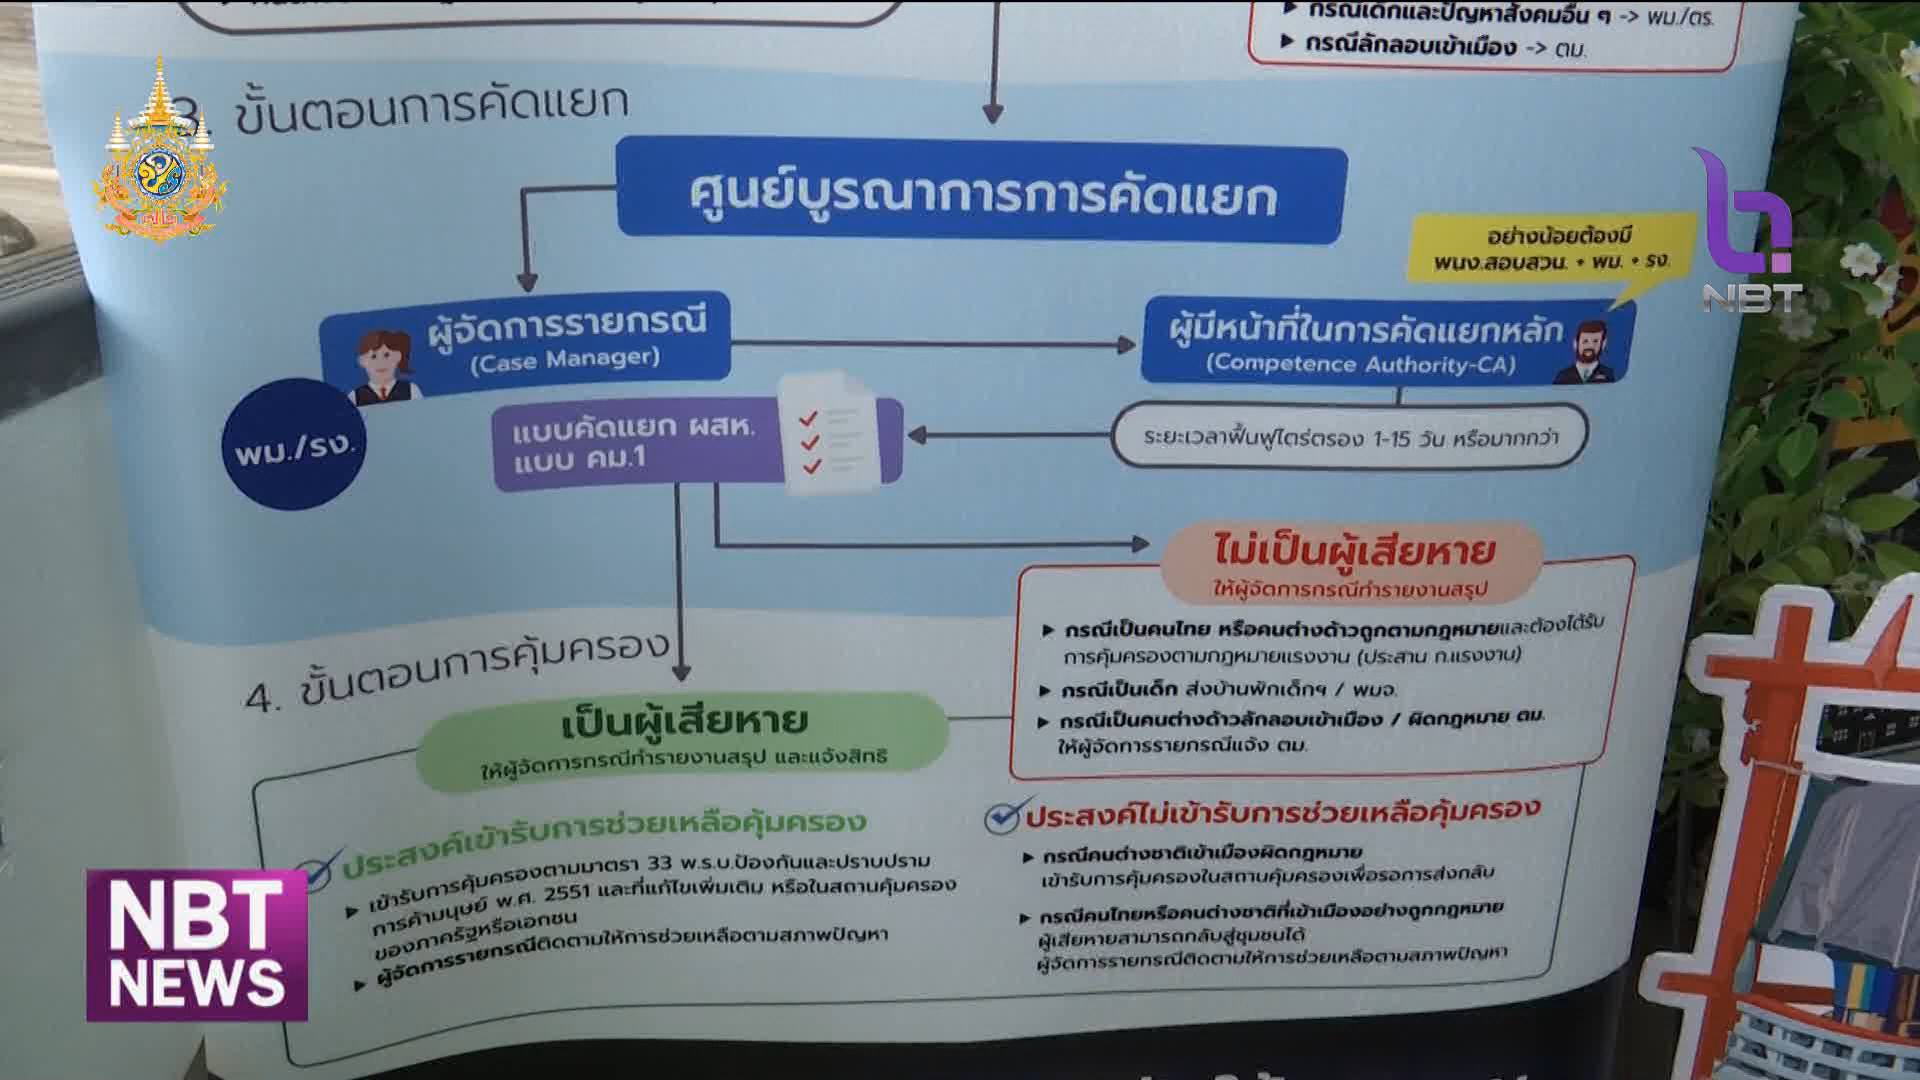 ▶ กรณีเด็กและปัญหาสังคมอื่น ๆ -> พม./ตร.
▶ กรณีลักลอบเข้าเมือง -> ตม.
3. ขั้นตอนการคัดแยก
ศูนย์บูรณาการการคัดแยก
อย่างน้อยต้องมี
พนง.สอบสวน. + พม. + รง.
NBT
ผู้จัดการรายกรณี
(Case Manager)
ผู้มีหน้าที่ในการคัดแยกหลัก
(Competence Authority-CA)
พม./รง.
แบบคัดแยก ผสห.
แบบ คม.1
ระยะเวลาฟื้นฟูไตร่ตรอง 1-15 วัน หรือมากกว่า
ไม่เป็นผู้เสียหาย
ให้ผู้จัดการกรณีทำรายงานสรุป
▶ กรณีเป็นคนไทย หรือคนต่างด้าวถูกตามกฎหมายและต้องได้รับ
การคุ้มครองตามกฎหมายแรงงาน (ประสาน ก.แรงงาน)
▶ กรณีเป็นเด็ก ส่งบ้านพักเด็กฯ / พมจ.
▶ กรณีเป็นคนต่างด้าวลักลอบเข้าเมือง / ผิดกฎหมาย ตม.
ให้ผู้จัดการรายกรณีแจ้ง ตม.
4. ขั้นตอนการคุ้มครอง
เป็นผู้เสียหาย
ให้ผู้จัดการกรณีทำรายงานสรุป และแจ้งสิทธิ
ประสงค์เข้ารับการช่วยเหลือคุ้มครอง
▶ เข้ารับการคุ้มครองตามมาตรา 33 พ.ร.บ.ป้องกันและปราบปราม
การค้ามนุษย์ พ.ศ. 2551 และที่แก้ไขเพิ่มเติม หรือในสถานคุ้มครอง
ของภาครัฐหรือเอกชน
▶ ผู้จัดการรายกรณีติดตามให้การช่วยเหลือตามสภาพปัญหา
ประสงค์ไม่เข้ารับการช่วยเหลือคุ้มครอง
▶ กรณีคนต่างชาติเข้าเมืองผิดกฎหมาย
เข้ารับการคุ้มครองในสถานคุ้มครองเพื่อรอการส่งกลับ
▶ กรณีคนไทยหรือคนต่างชาติที่เข้าเมืองอย่างถูกกฎหมาย
ผู้เสียหายสามารถกลับสู่ชุมชนได้
ผู้จัดการรายกรณีติดตามให้การช่วยเหลือตามสภาพปัญหา
NBT
NEWS